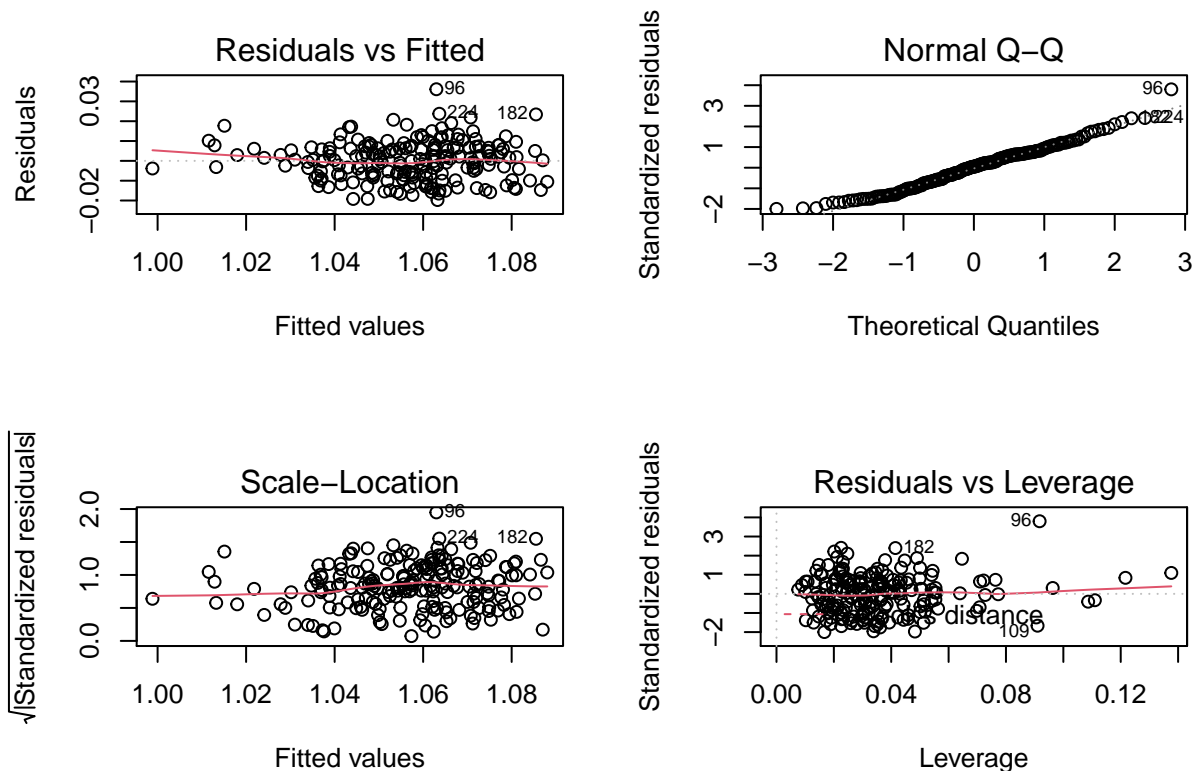 Residuals vs Fitted
Residuals
−0.02 0.03
96
224
182
1.00 1.02 1.04 1.06 1.08
Fitted values
Normal Q−Q
Standardized residuals
−2 1 3
96
−3 −2 −1 0 1 2 3
Theoretical Quantiles
Scale−Location
√|Standardized residuals|
0.0 1.0 2.0
96
224
182
1.00 1.02 1.04 1.06 1.08
Fitted values
Residuals vs Leverage
Standardized residuals
−2 1 3
96
182
distance
109
0.00 0.04 0.08 0.12
Leverage